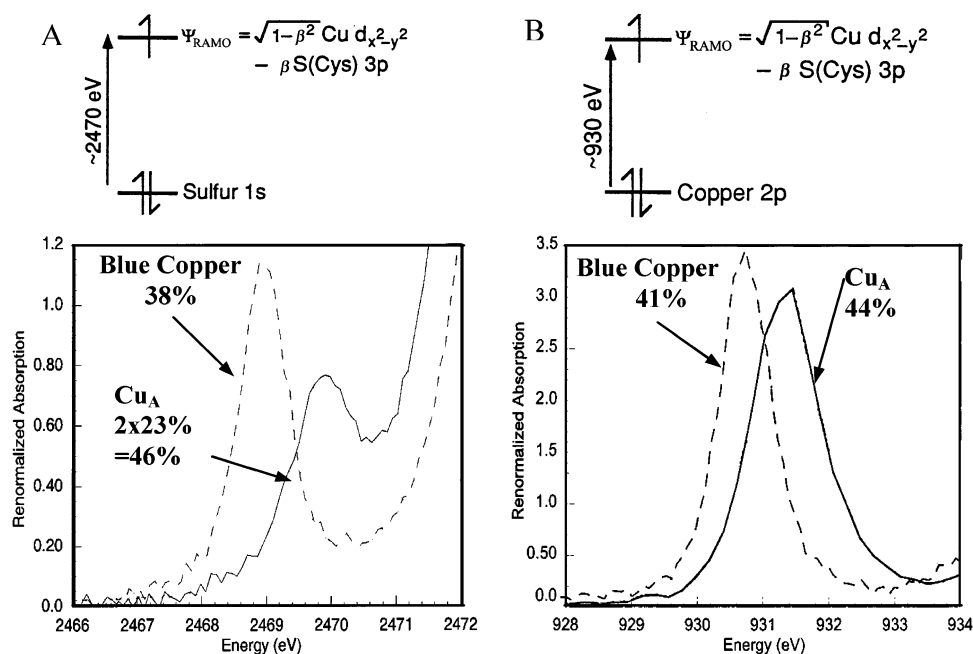 A
Ψ_RAMO = √1−β² Cu d_x²−y²
− β S(Cys) 3p
~2470 eV
Sulfur 1s
1.2
1.0
0.80
0.60
0.40
0.20
0.0
Renormalized Absorption
Blue Copper
38%
Cu_A
2x23%
=46%
2466 2467 2468 2469 2470 2471 2472
Energy (eV)
B
Ψ_RAMO = √1−β² Cu d_x²−y²
− β S(Cys) 3p
~930 eV
Copper 2p
3.5
3.0
2.5
2.0
1.5
1.0
0.50
0.0
Renormalized Absorption
Blue Copper
41%
Cu_A
44%
928 929 930 931 932 933 934
Energy (eV)